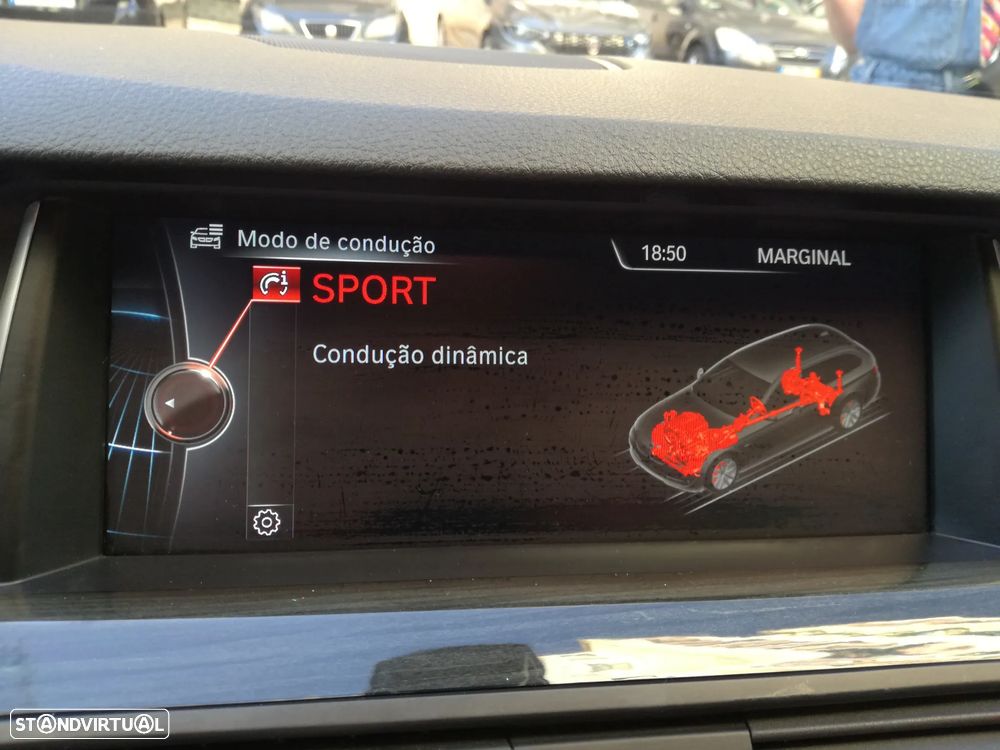 Modo de condução
18:50
MARGINAL
SPORT
Condução dinâmica
STANDVIRTUAL